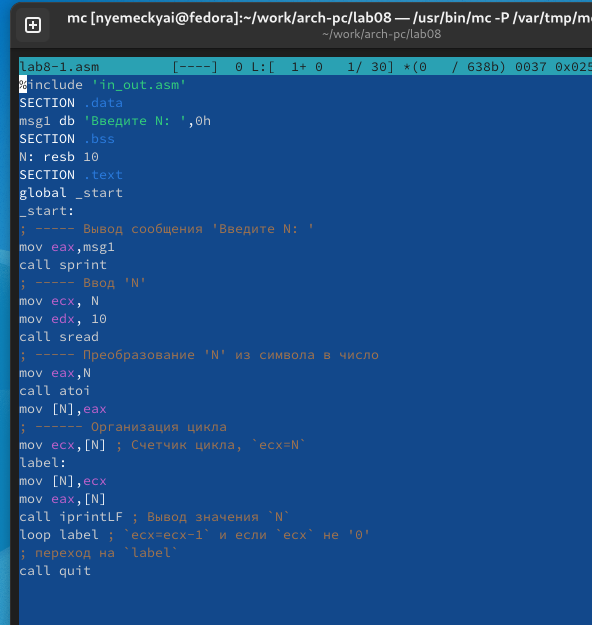 mc [nyemeckyai@fedora]:~/work/arch-pc/lab08 — /usr/bin/mc -P /var/tmp/mc
~/work/arch-pc/lab08
lab8-1.asm [----] 0 L:[ 1+ 0 1/ 30] *(0 / 638b) 0037 0x025
%include 'in_out.asm'
SECTION .data
msg1 db 'Введите N: ',0h
SECTION .bss
N: resb 10
SECTION .text
global _start
_start:
; ----- Вывод сообщения 'Введите N: '
mov eax,msg1
call sprint
; ----- Ввод 'N'
mov ecx, N
mov edx, 10
call sread
; ----- Преобразование 'N' из символа в число
mov eax,N
call atoi
mov [N],eax
; ------ Организация цикла
mov ecx,[N] ; Счетчик цикла, `ecx=N`
label:
mov [N],ecx
mov eax,[N]
call iprintLF ; Вывод значения `N`
loop label ; `ecx=ecx-1` и если `ecx` не '0'
; переход на `label`
call quit